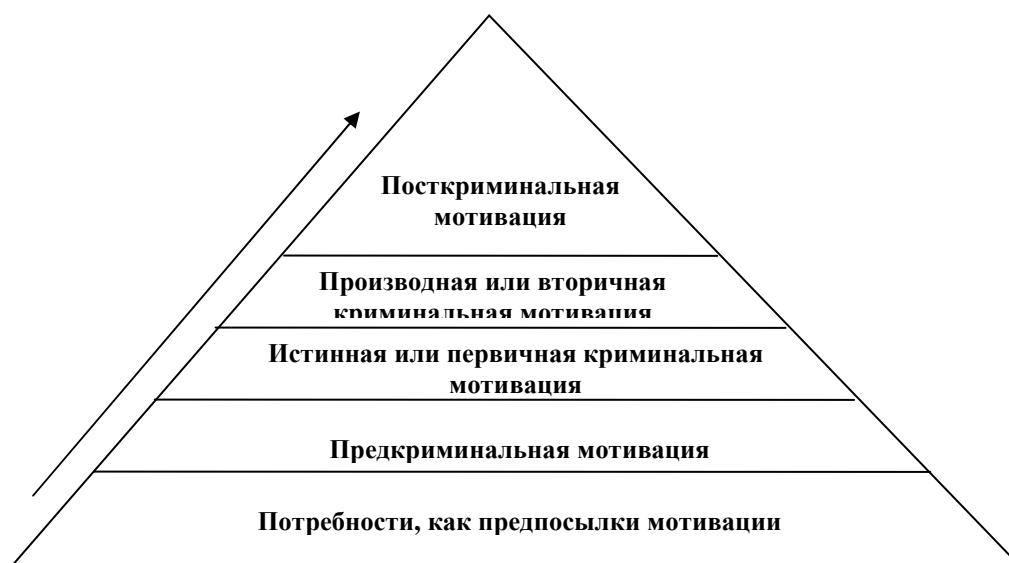 Посткриминальная
мотивация
Производная или вторичная
криминальная мотивация
Истинная или первичная криминальная
мотивация
Предкриминальная мотивация
Потребности, как предпосылки мотивации